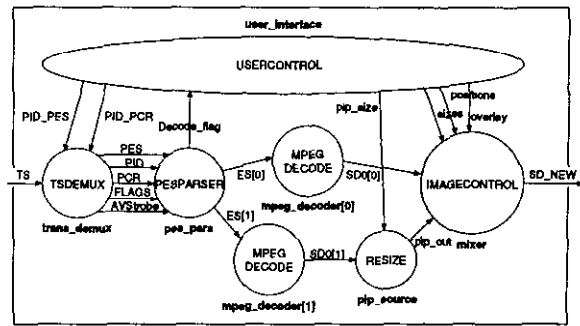 user_interface
USERCONTROL
PID_PES
PID_PCR
Decode_flag
pip_size
sizes
positions
overlay
TS
TSDEMUX
trans_demux
PES
PID
PCR
FLAGS
AVStrobe
PESPARSER
pes_pars
ES[0]
ES[1]
MPEG
DECODE
mpeg_decoder[0]
SD0[0]
MPEG
DECODE
mpeg_decoder[1]
SD0[1]
RESIZE
pip_source
pip_out
IMAGECONTROL
mixer
SD_NEW